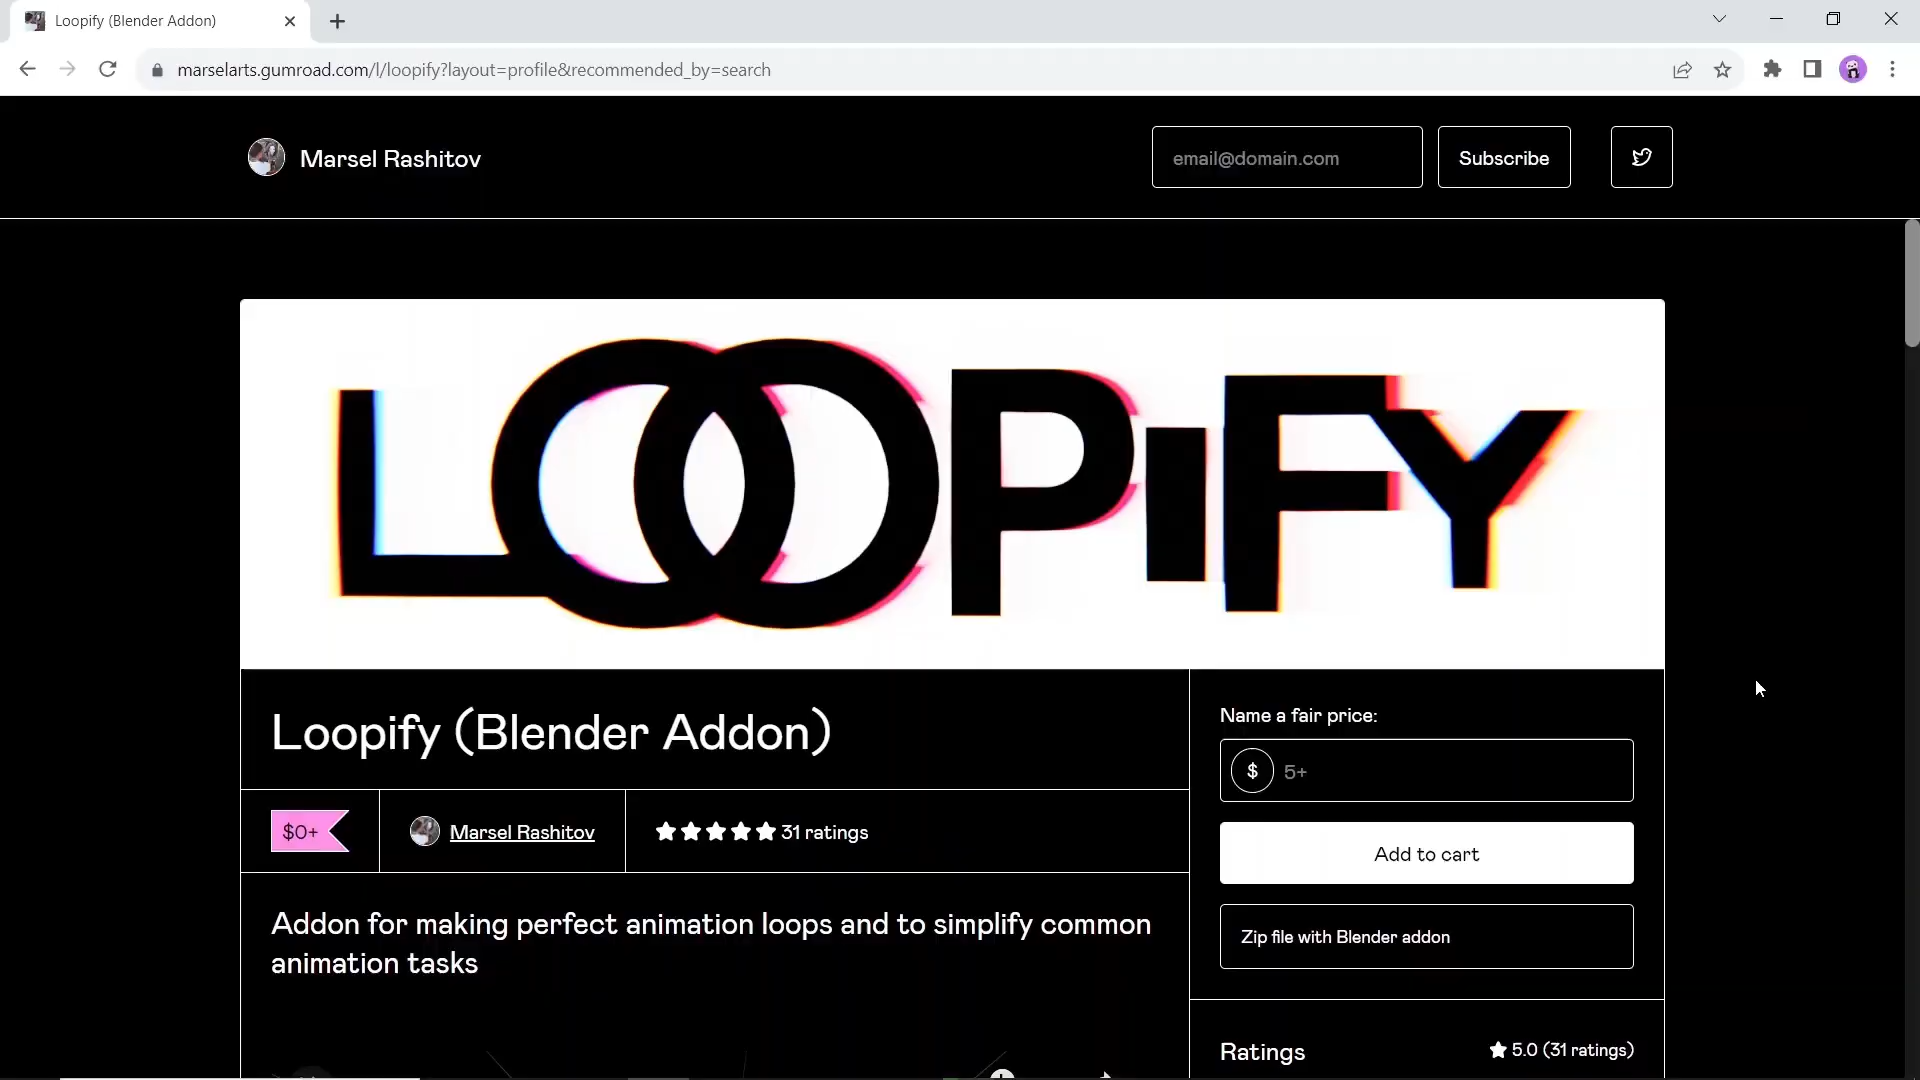 Loopify (Blender Addon)
marselarts.gumroad.com/l/loopify?layout=profile&recommended_by=search
Marsel Rashitov
email@domain.com
Subscribe
LOOPIFY
Loopify (Blender Addon)
$0+
Marsel Rashitov
31 ratings
Addon for making perfect animation loops and to simplify common
animation tasks
Name a fair price:
$ 5+
Add to cart
Zip file with Blender addon
Ratings
5.0 (31 ratings)